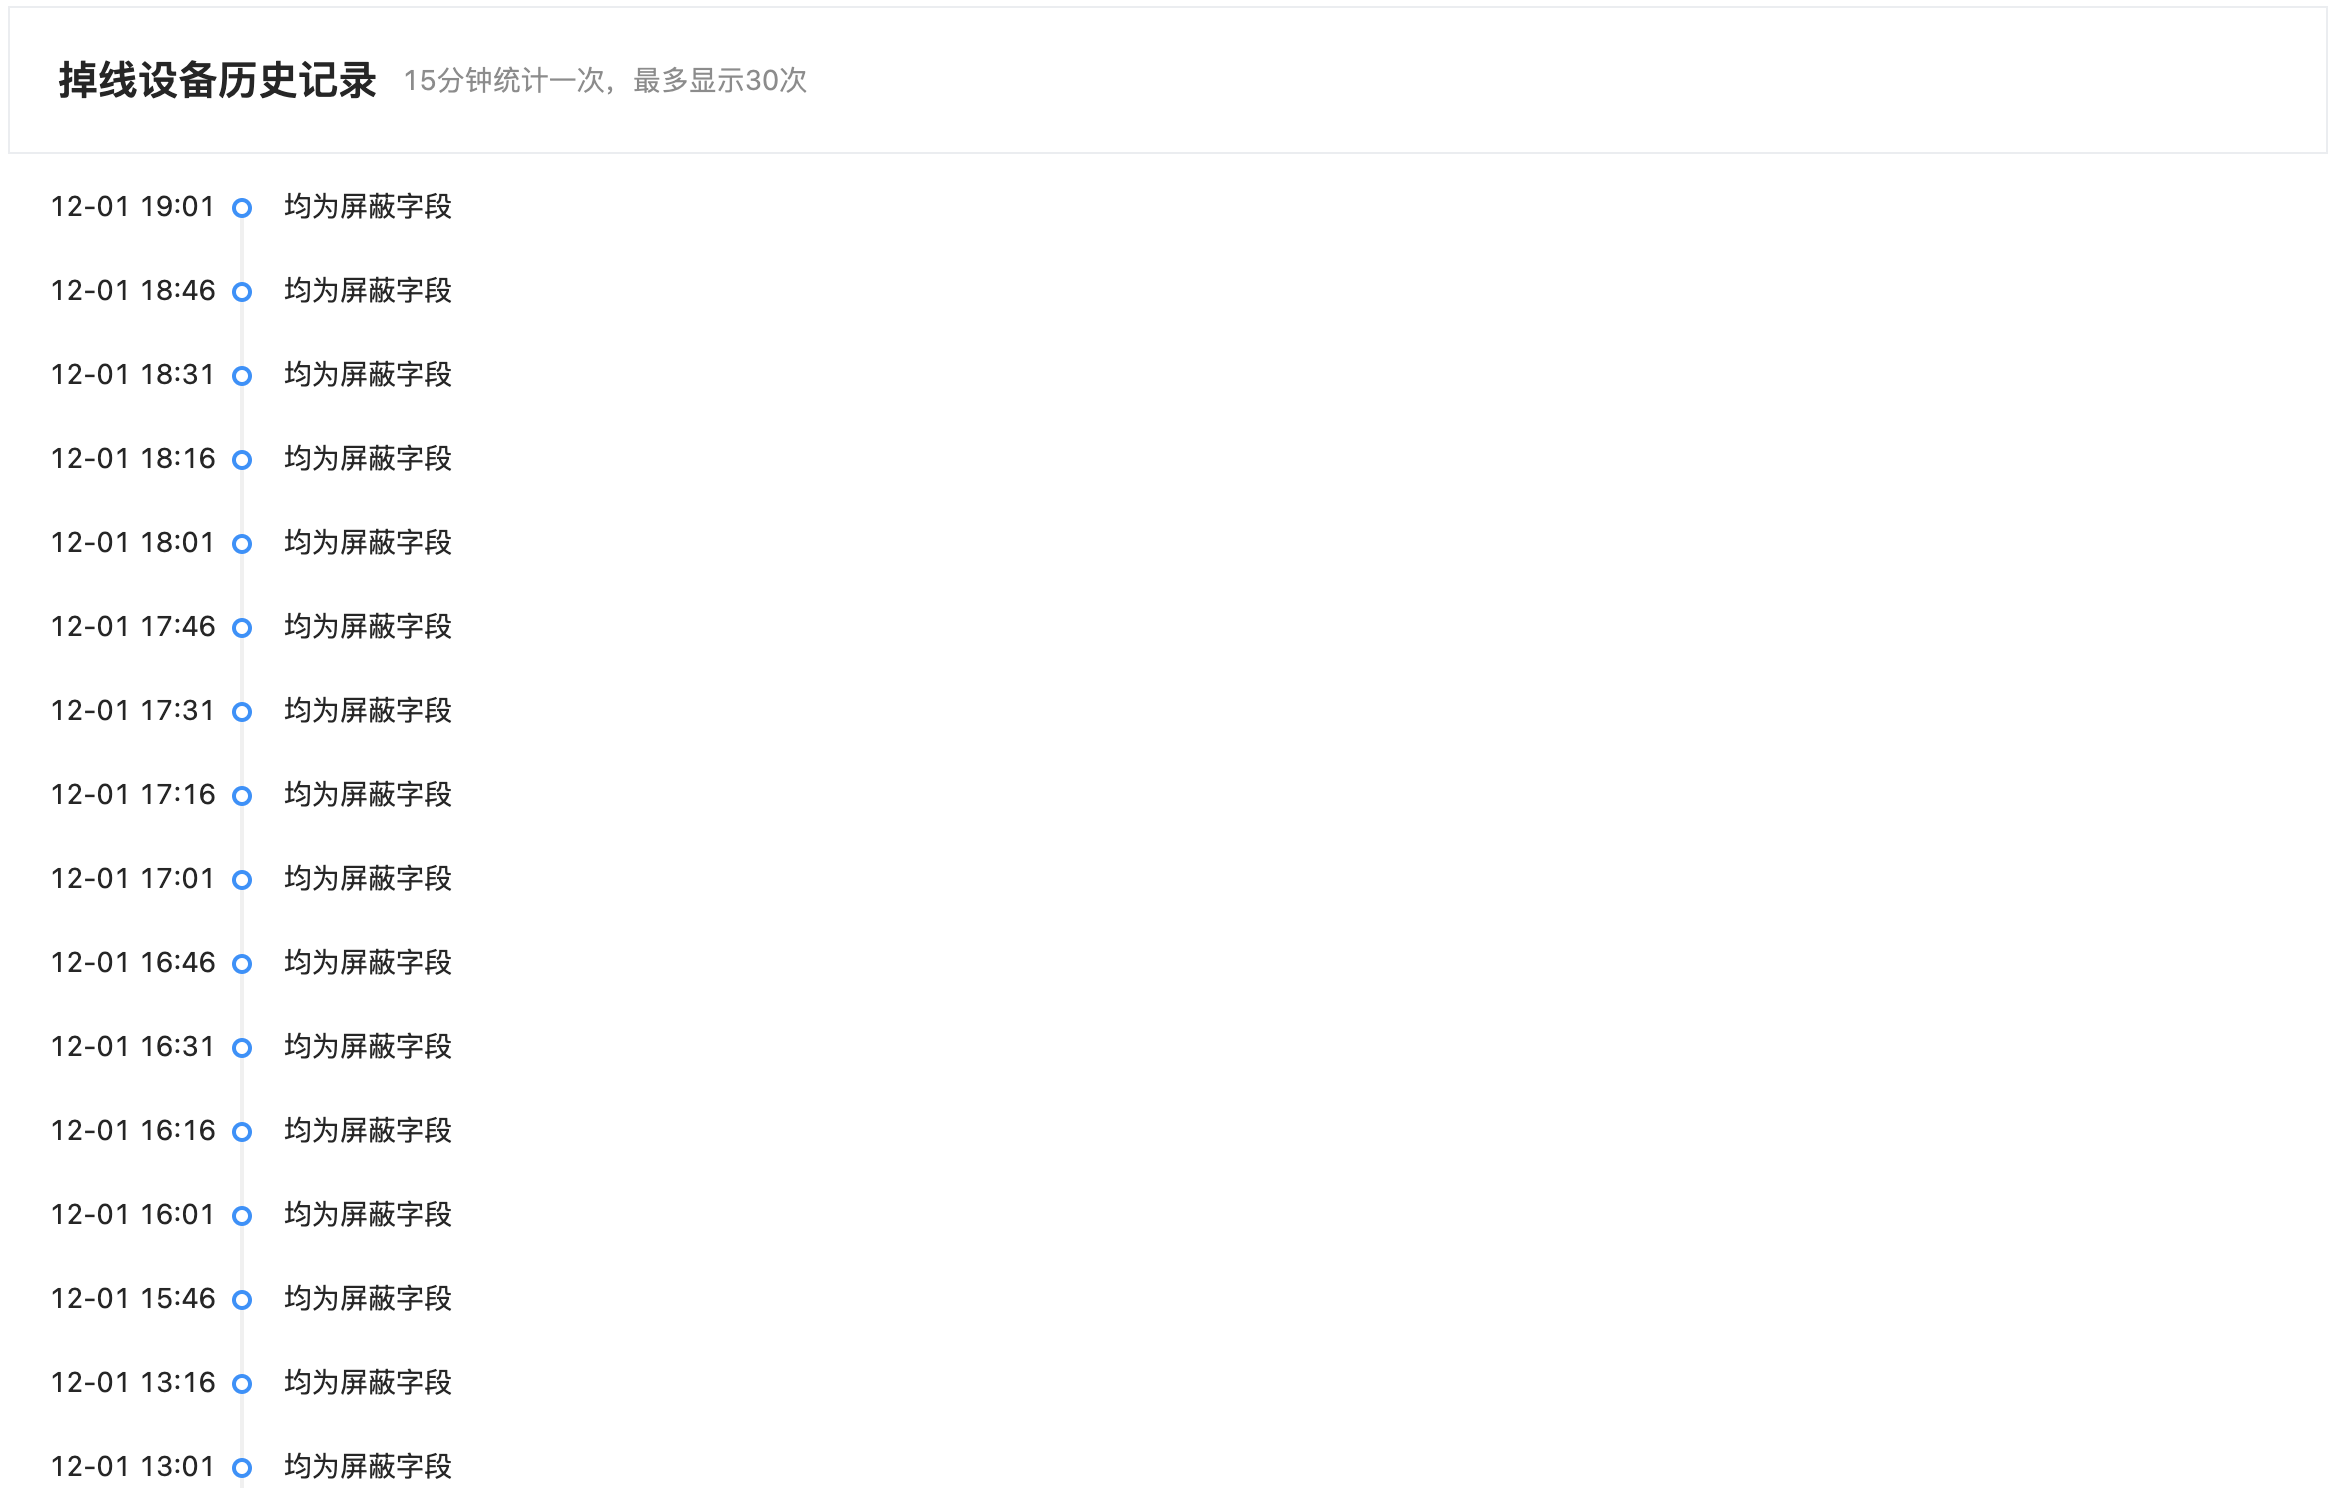 掉线设备历史记录 15分钟统计一次，最多显示30次
12-01 19:01 均为屏蔽字段
12-01 18:46 均为屏蔽字段
12-01 18:31 均为屏蔽字段
12-01 18:16 均为屏蔽字段
12-01 18:01 均为屏蔽字段
12-01 17:46 均为屏蔽字段
12-01 17:31 均为屏蔽字段
12-01 17:16 均为屏蔽字段
12-01 17:01 均为屏蔽字段
12-01 16:46 均为屏蔽字段
12-01 16:31 均为屏蔽字段
12-01 16:16 均为屏蔽字段
12-01 16:01 均为屏蔽字段
12-01 15:46 均为屏蔽字段
12-01 13:16 均为屏蔽字段
12-01 13:01 均为屏蔽字段